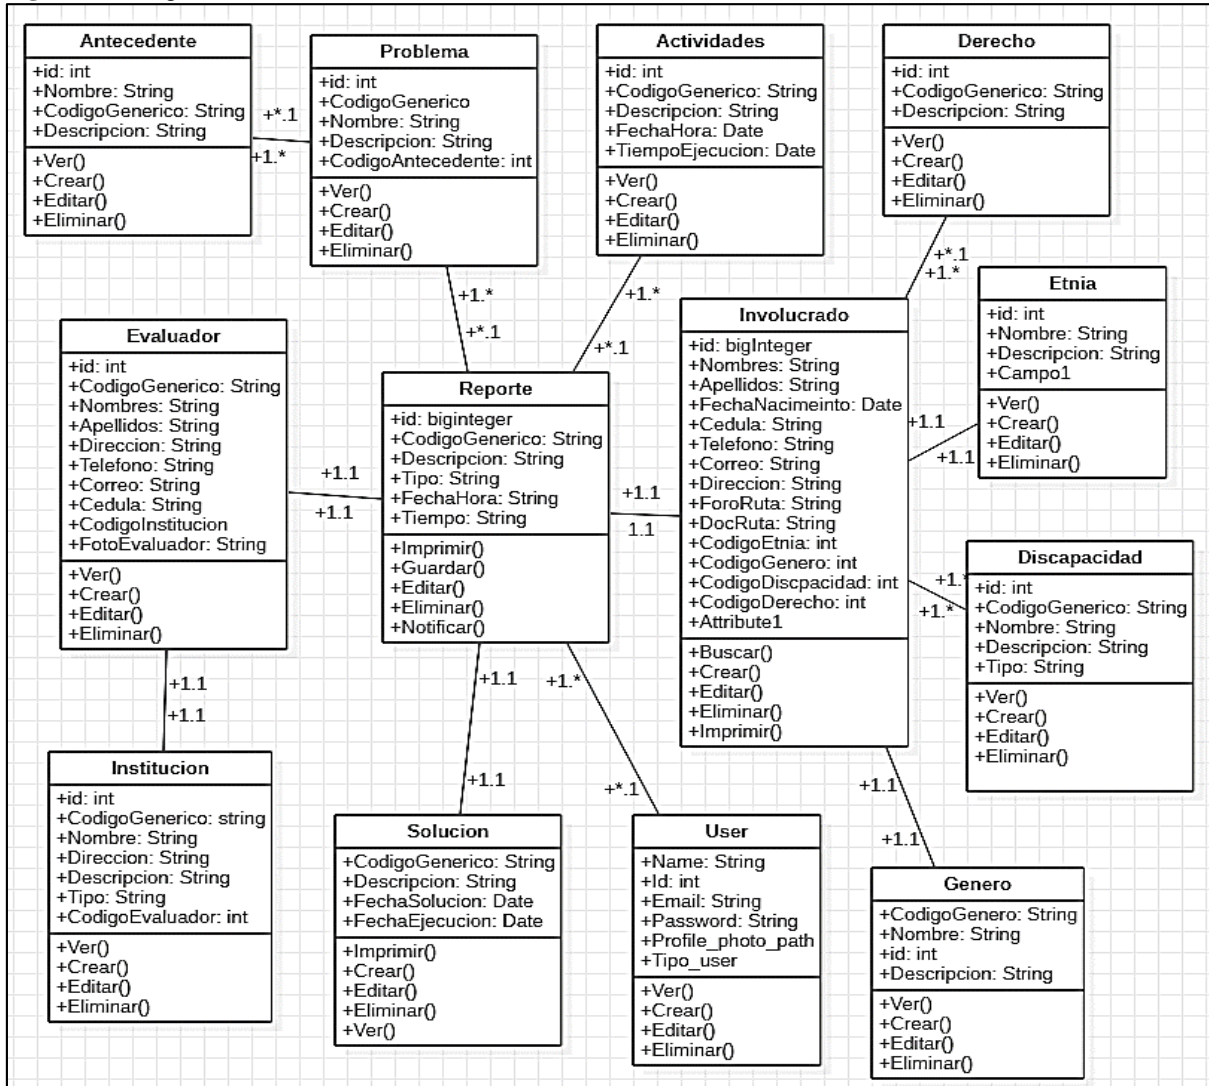 Antecedente
+id: int
+Nombre: String
+CodigoGenerico: String
+Descripcion: String
+Ver()
+Crear()
+Editar()
+Eliminar()
+*.1
+1.*
Problema
+id: int
+CodigoGenerico
+Nombre: String
+Descripcion: String
+CodigoAntecedente: int
+Ver()
+Crear()
+Editar()
+Eliminar()
+1.*
+*.1
Actividades
+id: int
+CodigoGenerico: String
+Descripcion: String
+FechaHora: Date
+TiempoEjecucion: Date
+Ver()
+Crear()
+Editar()
+Eliminar()
+1.*
+*.1
Derecho
+id: int
+CodigoGenerico: String
+Descripcion: String
+Ver()
+Crear()
+Editar()
+Eliminar()
+*.1
+1.*
Evaluador
+id: int
+CodigoGenerico: String
+Nombres: String
+Apellidos: String
+Direccion: String
+Telefono: String
+Correo: String
+Cedula: String
+CodigoInstitucion
+FotoEvaluador: String
+Ver()
+Crear()
+Editar()
+Eliminar()
+1.1
+1.1
Reporte
+id: biginteger
+CodigoGenerico: String
+Descripcion: String
+Tipo: String
+FechaHora: String
+Tiempo: String
+Imprimir()
+Guardar()
+Editar()
+Eliminar()
+Notificar()
+1.1
1.1
Involucrado
+id: bigInteger
+Nombres: String
+Apellidos: String
+FechaNacimeinto: Date
+Cedula: String
+Telefono: String
+Correo: String
+Direccion: String
+ForoRuta: String
+DocRuta: String
+CodigoEtnia: int
+CodigoGenero: int
+CodigoDiscpacidad: int
+CodigoDerecho: int
+Attribute1
+Buscar()
+Crear()
+Editar()
+Eliminar()
+Imprimir()
+1.1
+1.1
Etnia
+id: int
+Nombre: String
+Descripcion: String
+Campo1
+Ver()
+Crear()
+Editar()
+Eliminar()
+1.*
+1.*
Discapacidad
+id: int
+CodigoGenerico: String
+Nombre: String
+Descripcion: String
+Tipo: String
+Ver()
+Crear()
+Editar()
+Eliminar()
+1.1
+1.1
Institucion
+id: int
+CodigoGenerico: string
+Nombre: String
+Direccion: String
+Descripcion: String
+Tipo: String
+CodigoEvaluador: int
+Ver()
+Crear()
+Editar()
+Eliminar()
+1.1
+1.1
Solucion
+CodigoGenerico: String
+Descripcion: String
+FechaSolucion: Date
+FechaEjecucion: Date
+Imprimir()
+Crear()
+Editar()
+Eliminar()
+Ver()
+1.*
+*.1
User
+Name: String
+Id: int
+Email: String
+Password: String
+Profile_photo_path
+Tipo_user
+Ver()
+Crear()
+Editar()
+Eliminar()
+1.1
+1.1
Genero
+CodigoGenero: String
+Nombre: String
+id: int
+Descripcion: String
+Ver()
+Crear()
+Editar()
+Eliminar()